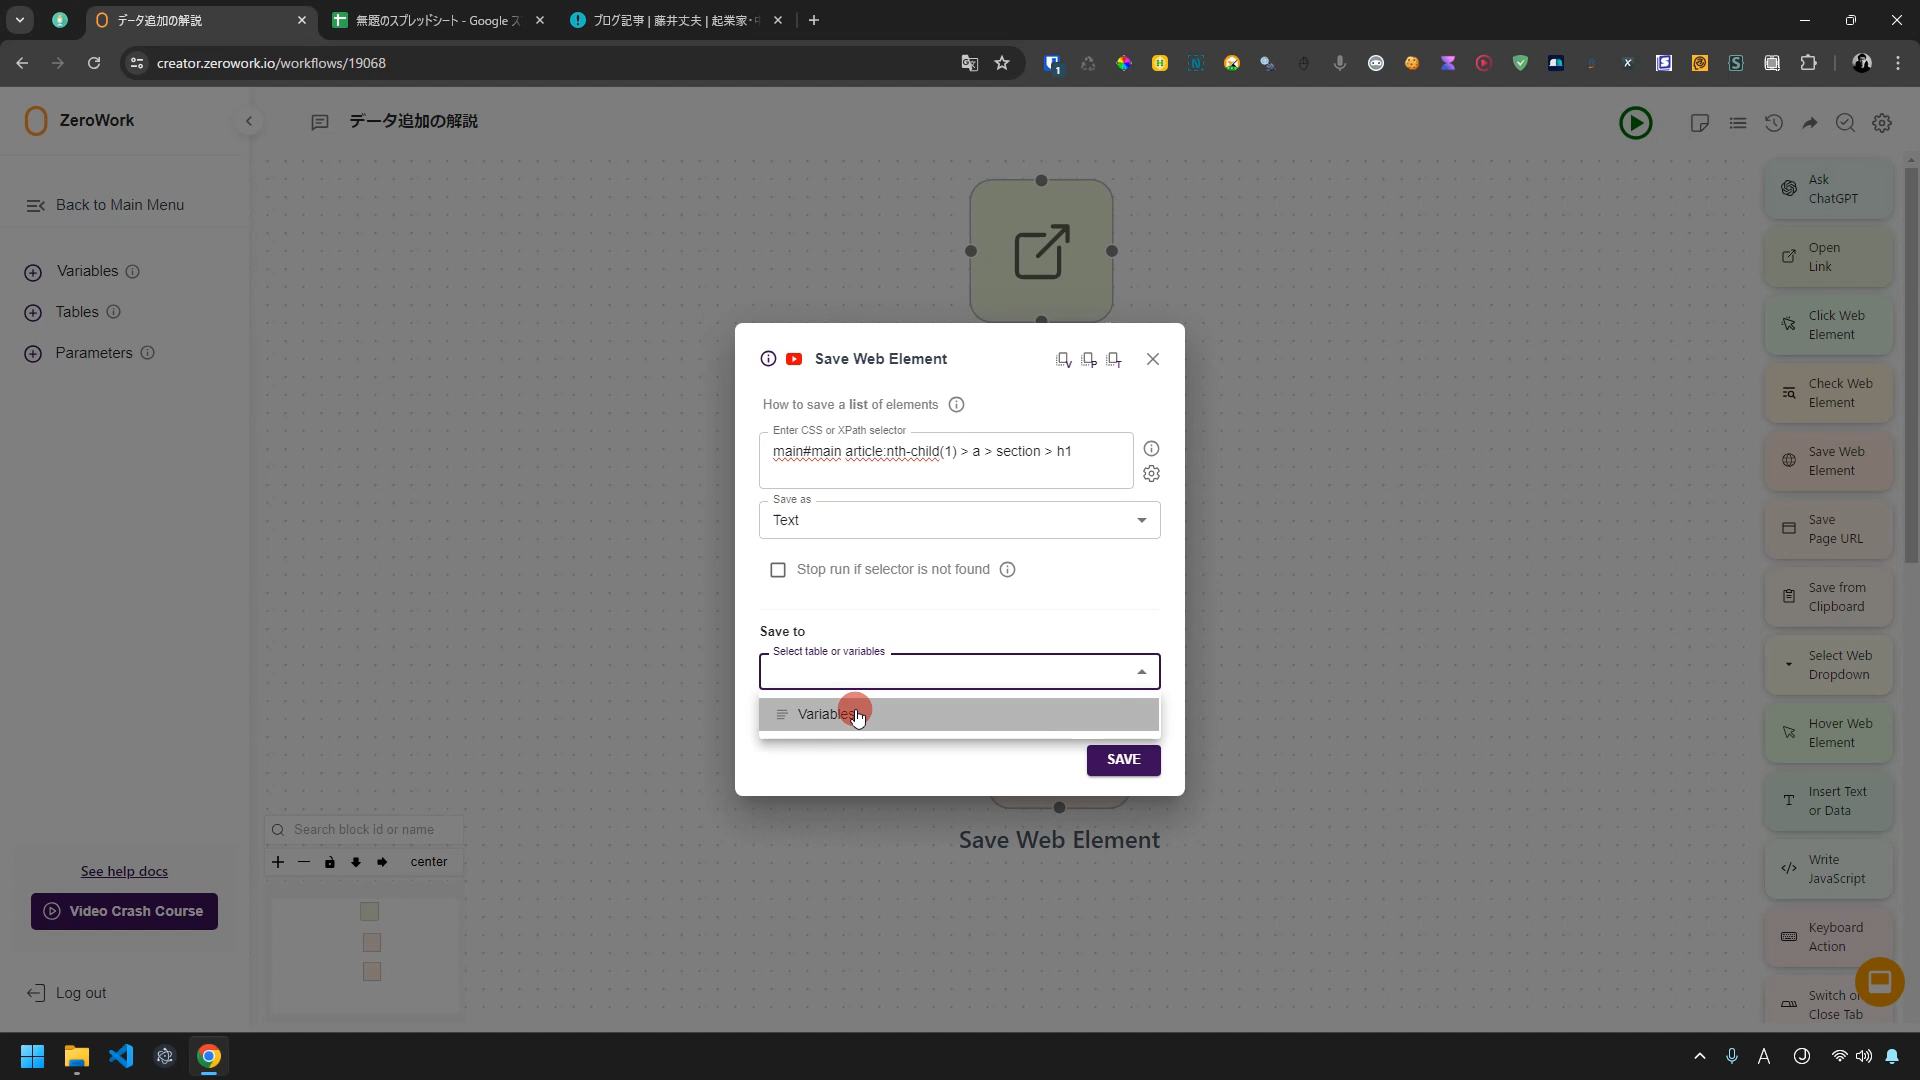 データ追加の解説
無題のスプレッドシート - Google ス
ブログ記事 | 藤井丈夫 | 起業家・
creator.zerowork.io/workflows/19068
ZeroWork
データ追加の解説
Back to Main Menu
Variables
Tables
Parameters
Ask
ChatGPT
Open
Link
Click Web
Element
Check Web
Element
Save Web
Element
Save
Page URL
Save from
Clipboard
Select Web
Dropdown
Hover Web
Element
Insert Text
or Data
Write
JavaScript
Keyboard
Action
Switch or
Close Tab
Save Web Element
How to save a list of elements
Enter CSS or XPath selector
main#main article:nth-child(1) > a > section > h1
Save as
Text
Stop run if selector is not found
Save to
Select table or variables
Variables
SAVE
Save Web Element
Search block Id or name
center
See help docs
Video Crash Course
Log out